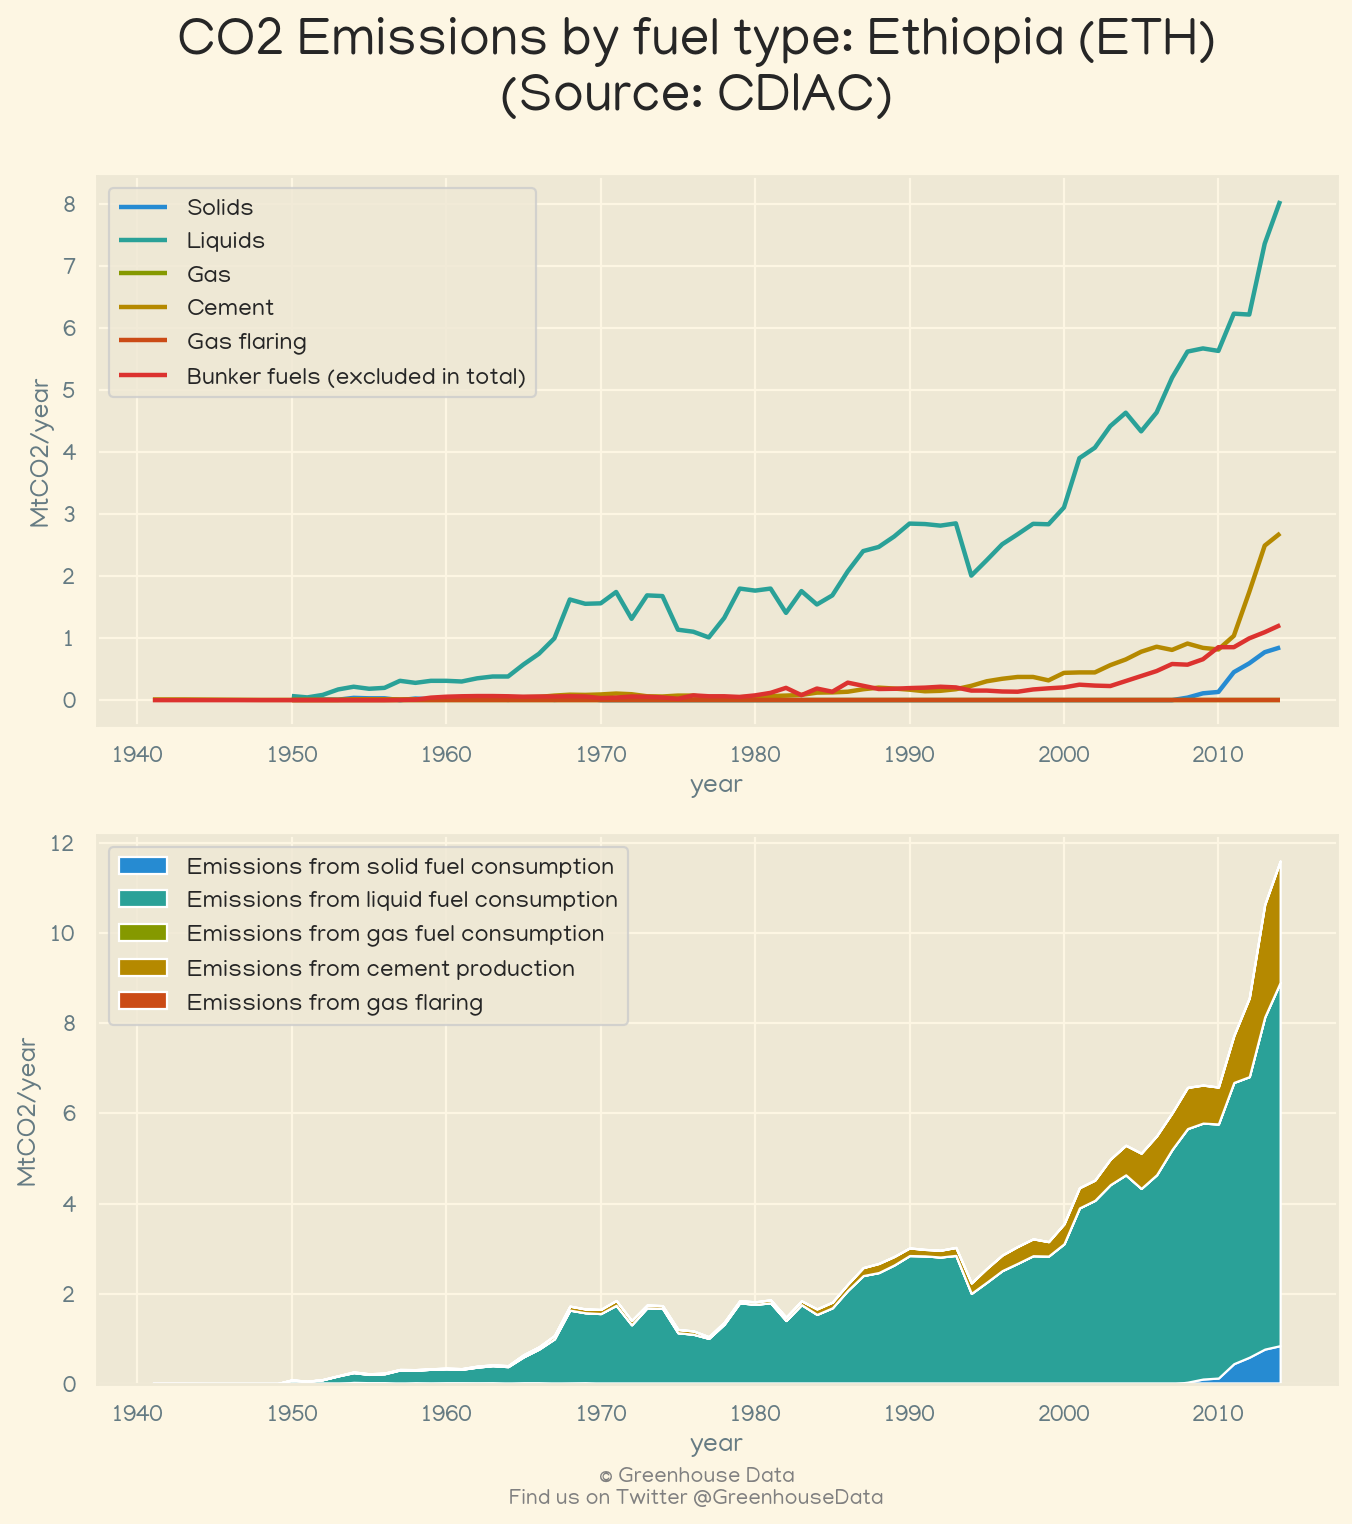 CO2 Emissions by fuel type: Ethiopia (ETH)
(Source: CDIAC)
Solids
Liquids
Gas
Cement
Gas flaring
Bunker fuels (excluded in total)
8
7
6
5
4
3
2
1
0
MtCO2/year
1940 1950 1960 1970 1980 1990 2000 2010
year
Emissions from solid fuel consumption
Emissions from liquid fuel consumption
Emissions from gas fuel consumption
Emissions from cement production
Emissions from gas flaring
12
10
8
6
4
2
0
MtCO2/year
1940 1950 1960 1970 1980 1990 2000 2010
year
© Greenhouse Data
Find us on Twitter @GreenhouseData